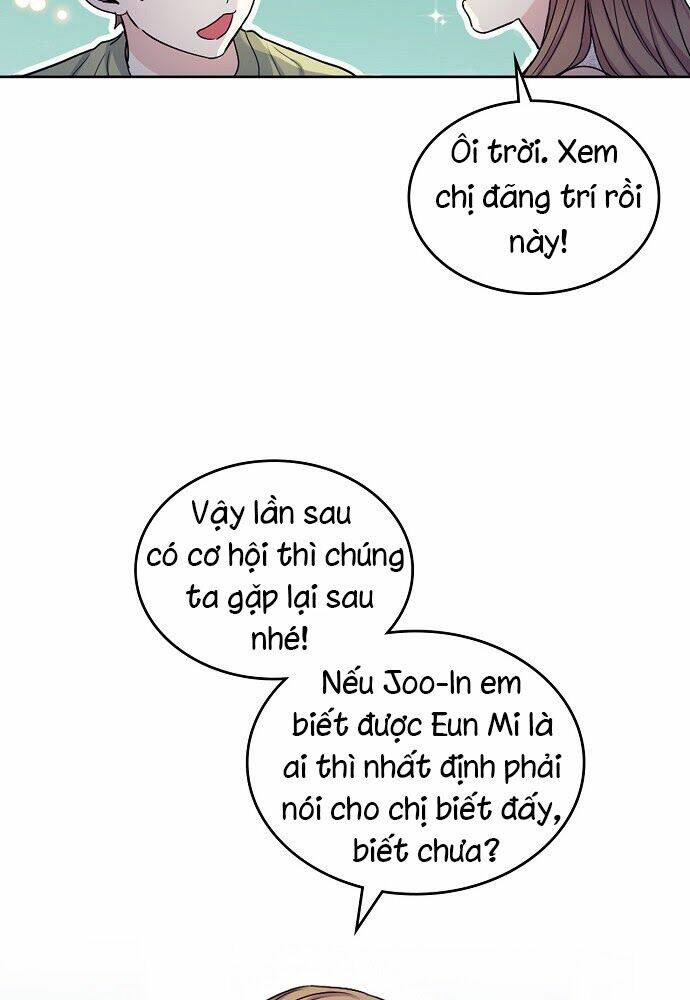 Ôi trời. Xem
chị đãng trí rồi
này!
Vậy lần sau
có cơ hội thì chúng
ta gặp lại sau
nhé!
Nếu Joo-In em
biết được Eun Mi là
ai thì nhất định phải
nói cho chị biết đấy,
biết chưa?